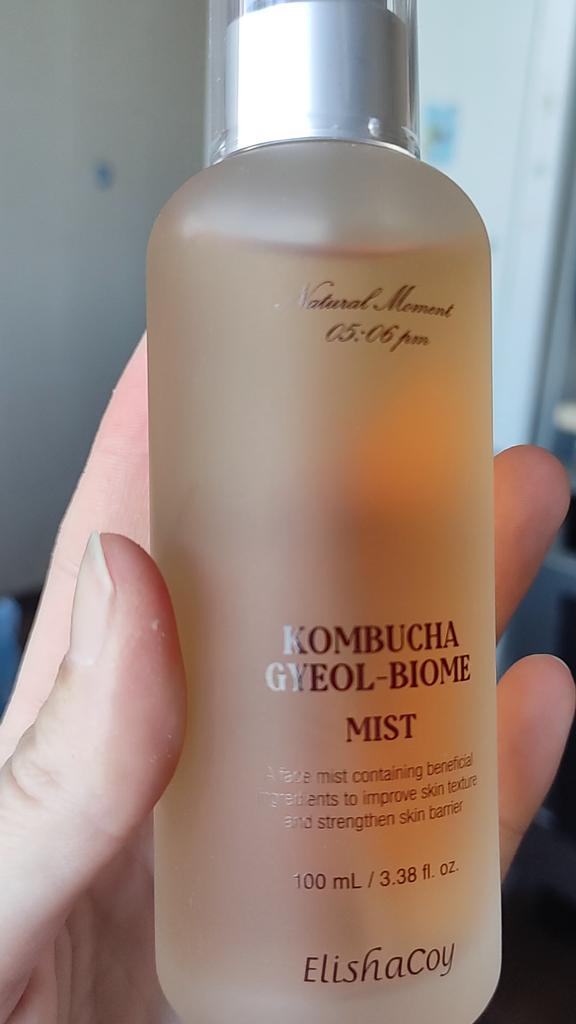 Natural Moment
05:06 pm
KOMBUCHA
GYEOL-BIOME
MIST
A face mist containing beneficial
ingredients to improve skin texture
and strengthen skin barrier
100 mL / 3.38 fl. oz.
ElishaCoy